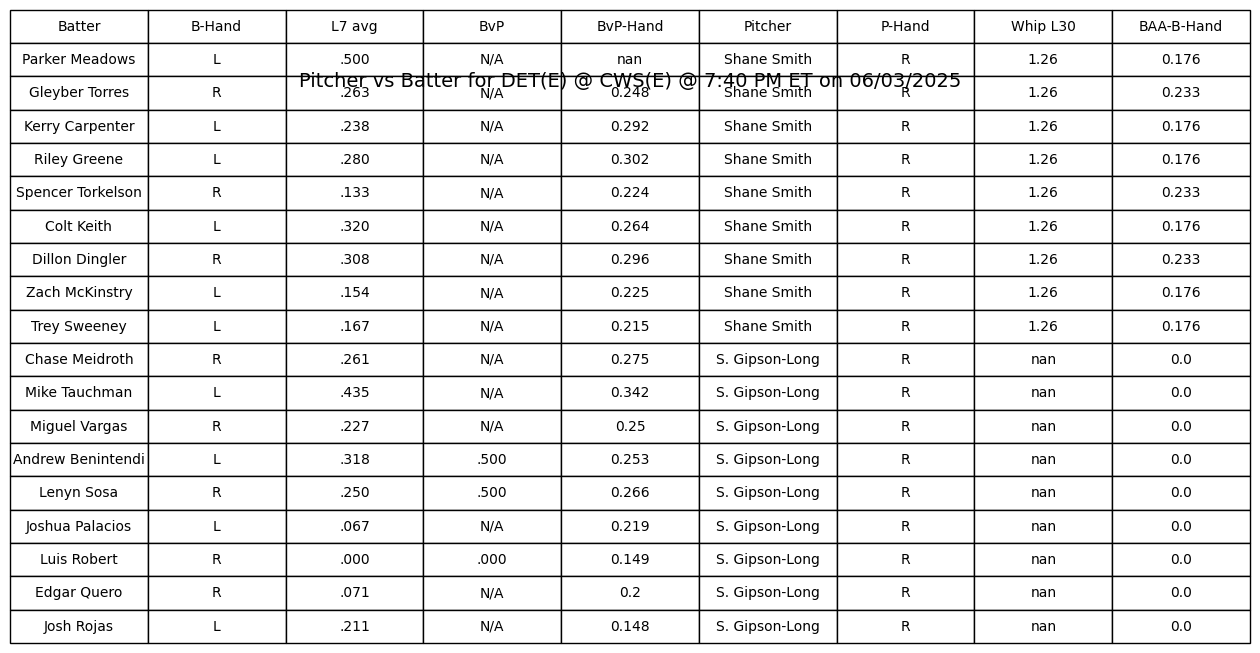 Batter B-Hand L7 avg BvP BvP-Hand Pitcher P-Hand Whip L30 BAA-B-Hand
Parker Meadows L .500 N/A nan Shane Smith R 1.26 0.176
Pitcher vs Batter for DET(E) @ CWS(E) @ 7:40 PM ET on 06/03/2025
Gleyber Torres R .263 N/A 0.248 Shane Smith R 1.26 0.233
Kerry Carpenter L .238 N/A 0.292 Shane Smith R 1.26 0.176
Riley Greene L .280 N/A 0.302 Shane Smith R 1.26 0.176
Spencer Torkelson R .133 N/A 0.224 Shane Smith R 1.26 0.233
Colt Keith L .320 N/A 0.264 Shane Smith R 1.26 0.176
Dillon Dingler R .308 N/A 0.296 Shane Smith R 1.26 0.233
Zach McKinstry L .154 N/A 0.225 Shane Smith R 1.26 0.176
Trey Sweeney L .167 N/A 0.215 Shane Smith R 1.26 0.176
Chase Meidroth R .261 N/A 0.275 S. Gipson-Long R nan 0.0
Mike Tauchman L .435 N/A 0.342 S. Gipson-Long R nan 0.0
Miguel Vargas R .227 N/A 0.25 S. Gipson-Long R nan 0.0
Andrew Benintendi L .318 .500 0.253 S. Gipson-Long R nan 0.0
Lenyn Sosa R .250 .500 0.266 S. Gipson-Long R nan 0.0
Joshua Palacios L .067 N/A 0.219 S. Gipson-Long R nan 0.0
Luis Robert R .000 .000 0.149 S. Gipson-Long R nan 0.0
Edgar Quero R .071 N/A 0.2 S. Gipson-Long R nan 0.0
Josh Rojas L .211 N/A 0.148 S. Gipson-Long R nan 0.0